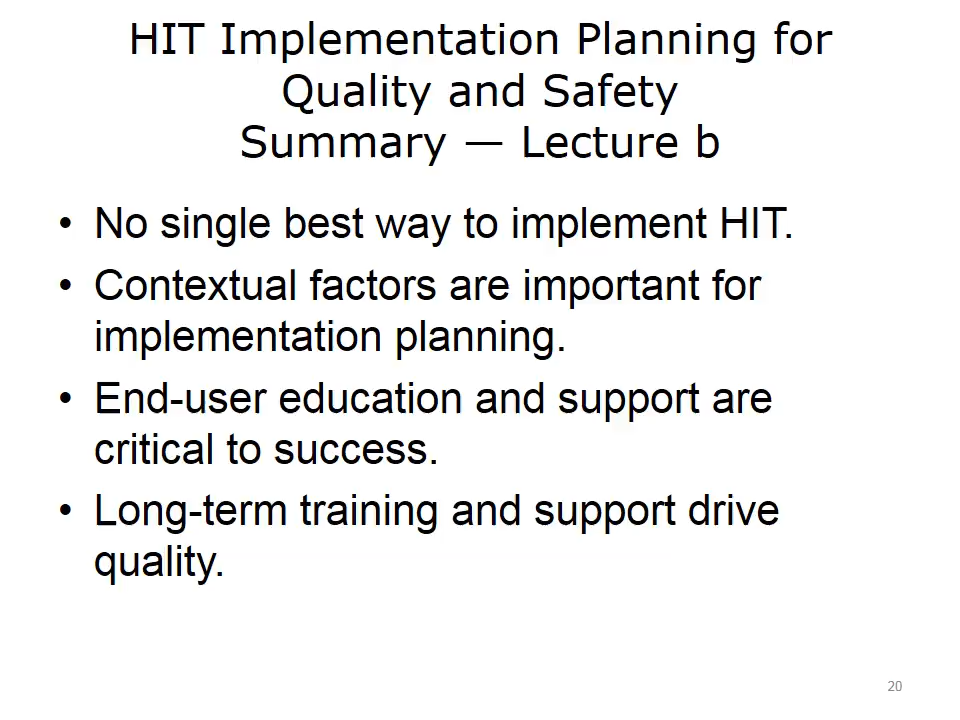 HIT Implementation Planning for
Quality and Safety
Summary — Lecture b
• No single best way to implement HIT.
• Contextual factors are important for
implementation planning.
• End-user education and support are
critical to success.
• Long-term training and support drive
quality.
20